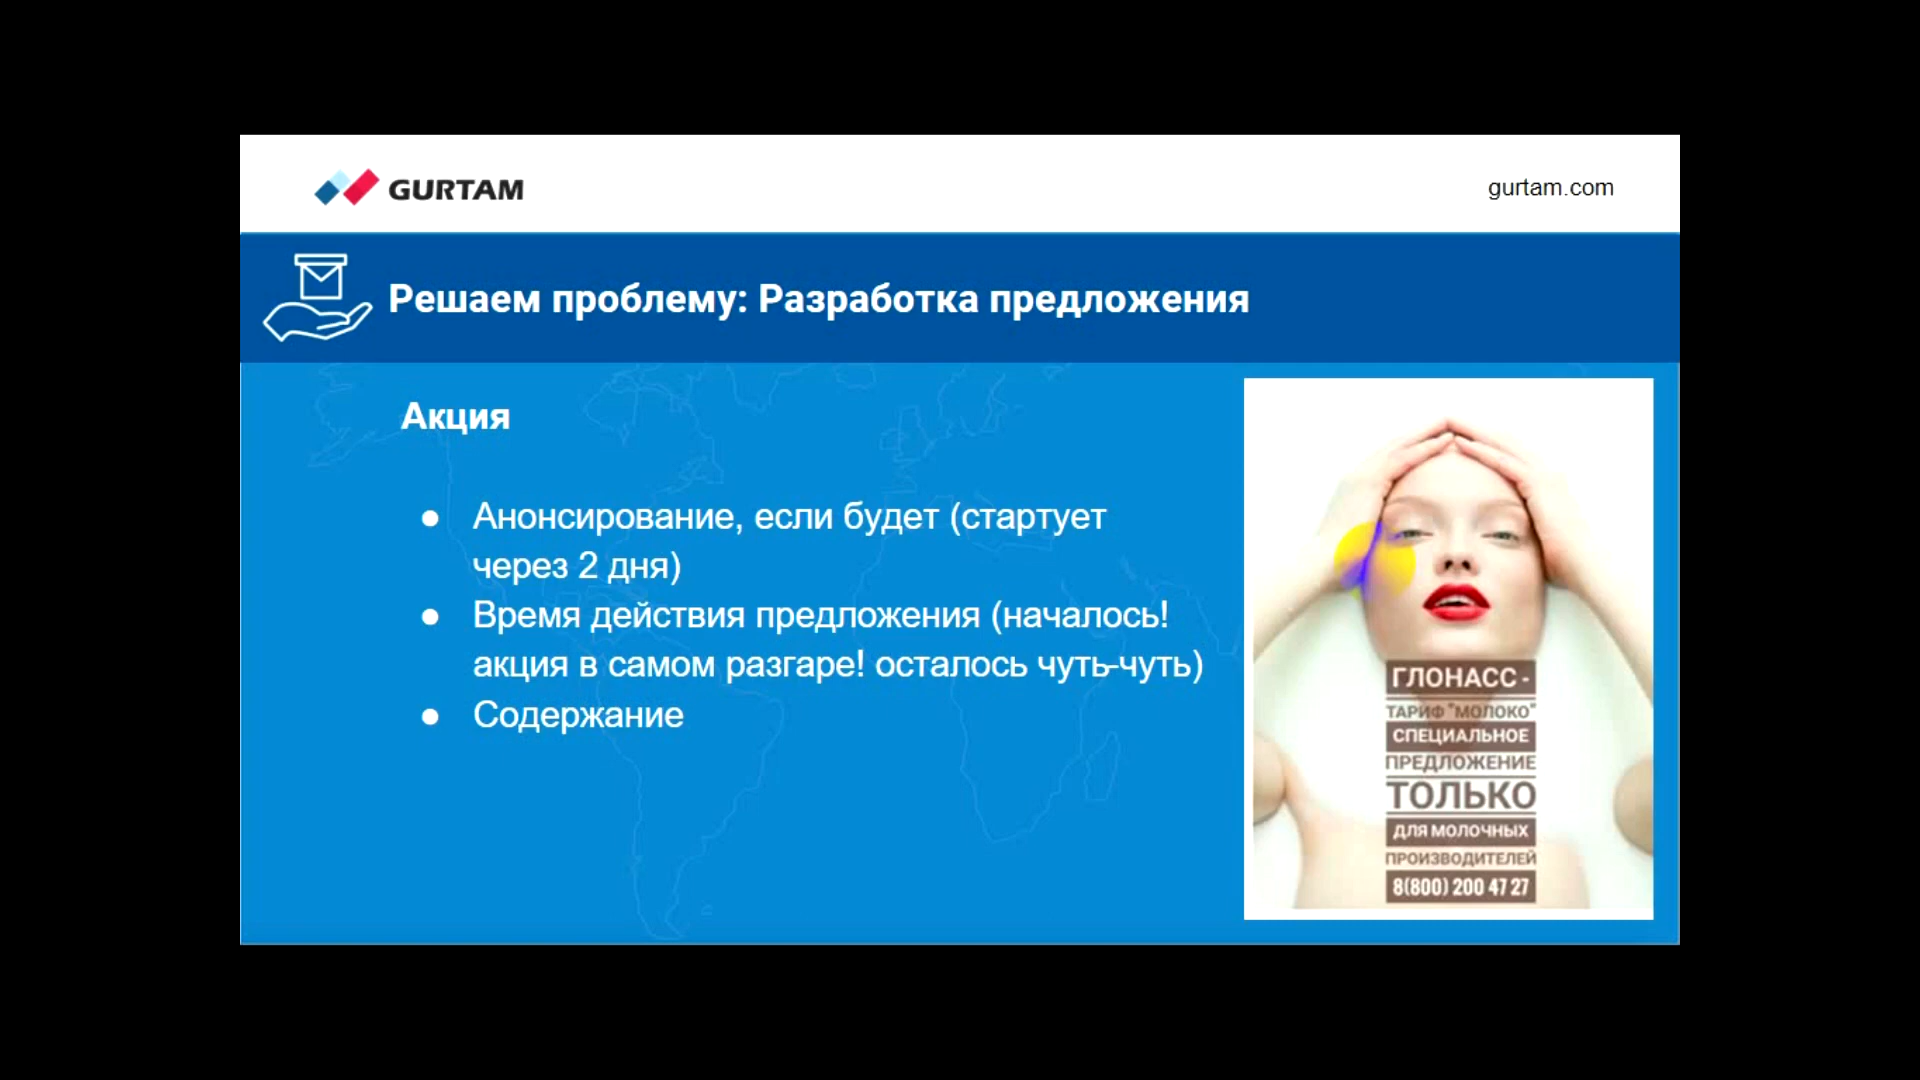 GURTAM
gurtam.com
Решаем проблему: Разработка предложения
Акция
● Анонсирование, если будет (стартует
через 2 дня)
● Время действия предложения (началось!
акция в самом разгаре! осталось чуть-чуть)
● Содержание
ГЛОНАСС -
ТАРИФ "МОЛОКО"
СПЕЦИАЛЬНОЕ
ПРЕДЛОЖЕНИЕ
ТОЛЬКО
ДЛЯ МОЛОЧНЫХ
ПРОИЗВОДИТЕЛЕЙ
8(800) 200 47 27